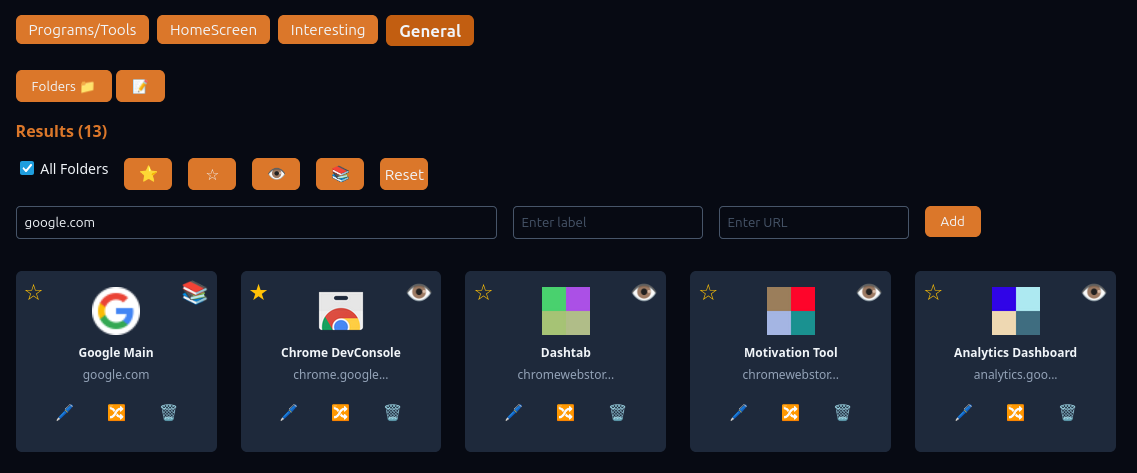 Programs/Tools HomeScreen Interesting General
Folders 📁 📝
Results (13)
All Folders ⭐ ☆ 👁️ 📚 Reset
google.com Enter label Enter URL Add
Google Main Chrome DevConsole Dashtab Motivation Tool Analytics Dashboard
google.com chrome.google... chromewebstor... chromewebstor... analytics.goo...